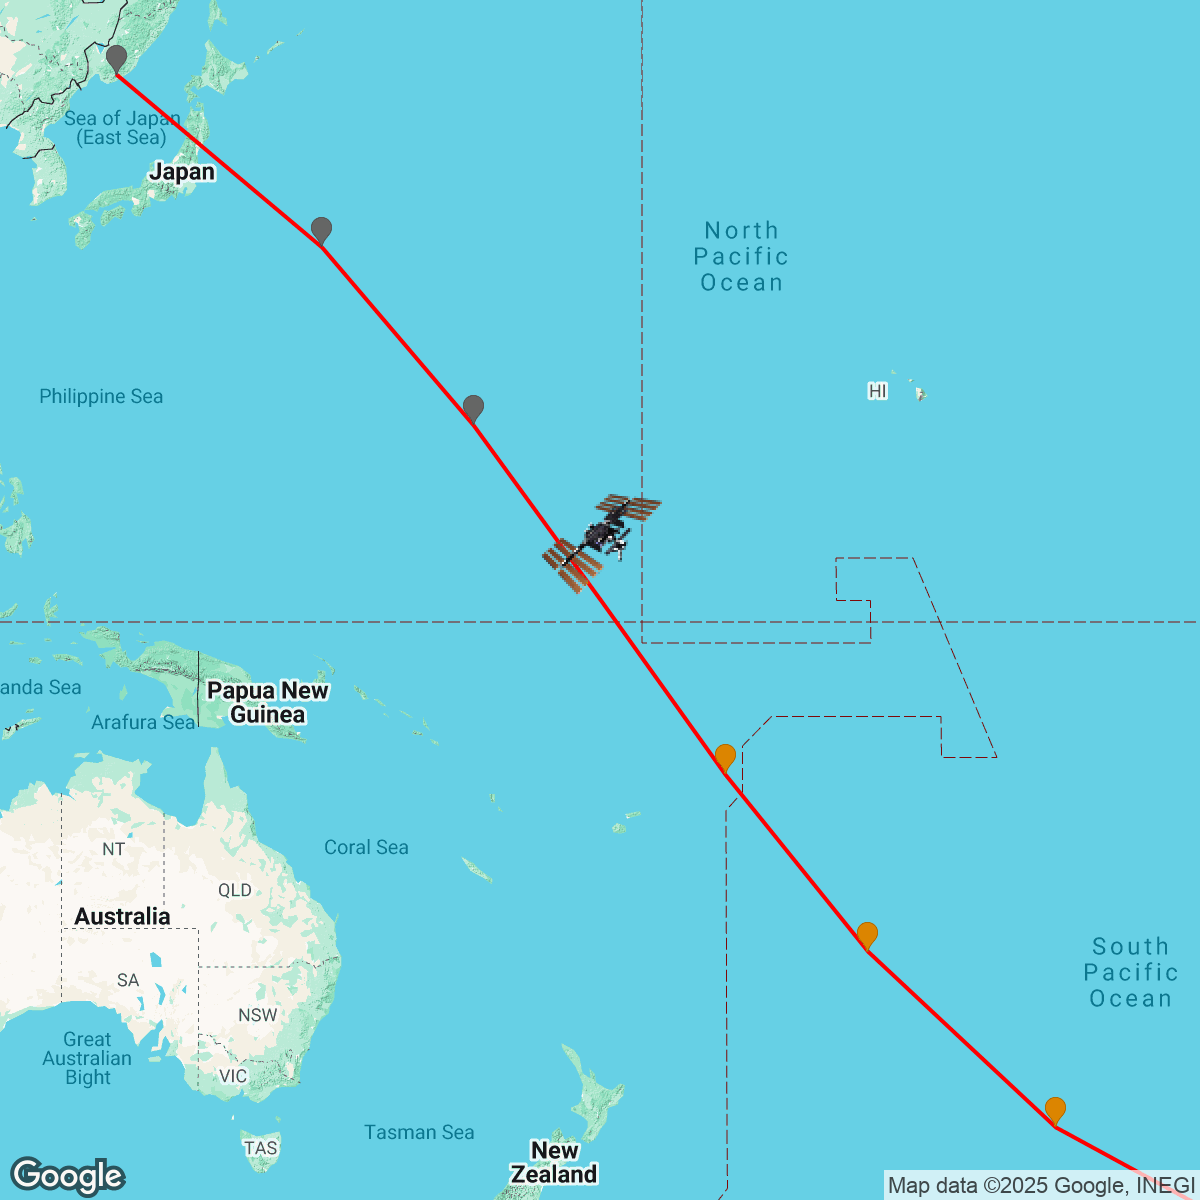 Sea of Japan
(East Sea)
Japan
North
Pacific
Ocean
Philippine Sea
HI
anda Sea
Papua New
Guinea
Arafura Sea
NT
Coral Sea
QLD
Australia
South
Pacific
Ocean
SA
NSW
Great
Australian
Bight
VIC
Tasman Sea
TAS
New
Zealand
Google
Map data ©2025 Google, INEGI